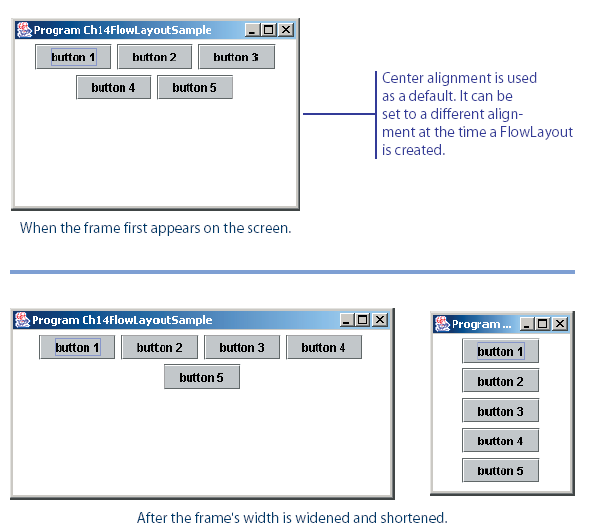 Program Ch14FlowLayoutSample
button 1 button 2 button 3
button 4 button 5
Center alignment is used
as a default. It can be
set to a different align-
ment at the time a FlowLayout
is created.
When the frame first appears on the screen.
Program Ch14FlowLayoutSample
button 1 button 2 button 3 button 4
button 5
Program ...
button 1
button 2
button 3
button 4
button 5
After the frame's width is widened and shortened.